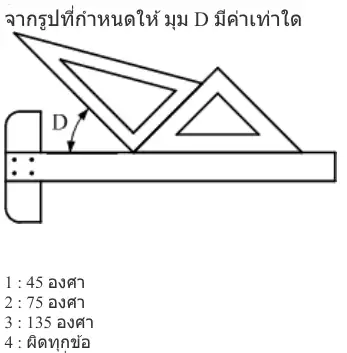 จากรูปที่กำหนดให้ มุม D มีค่าเท่าใด
D
1 : 45 องศา
2 : 75 องศา
3 : 135 องศา
4 : ผิดทุกข้อ